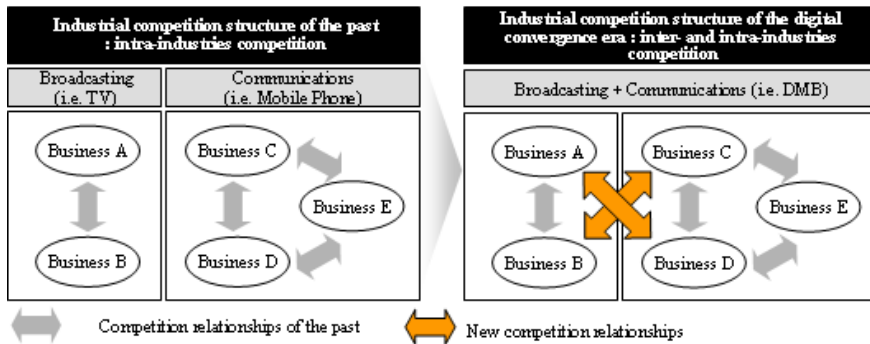 Industrial competition structure of the past
: intra-industries competition
Broadcasting
(i.e. TV)
Communications
(i.e. Mobile Phone)
Business A
Business B
Business C
Business D
Business E
Industrial competition structure of the digital
convergence era : inter- and intra-industries
competition
Broadcasting + Communications (i.e. DMB)
Business A
Business B
Business C
Business D
Business E
Competition relationships of the past
New competition relationships